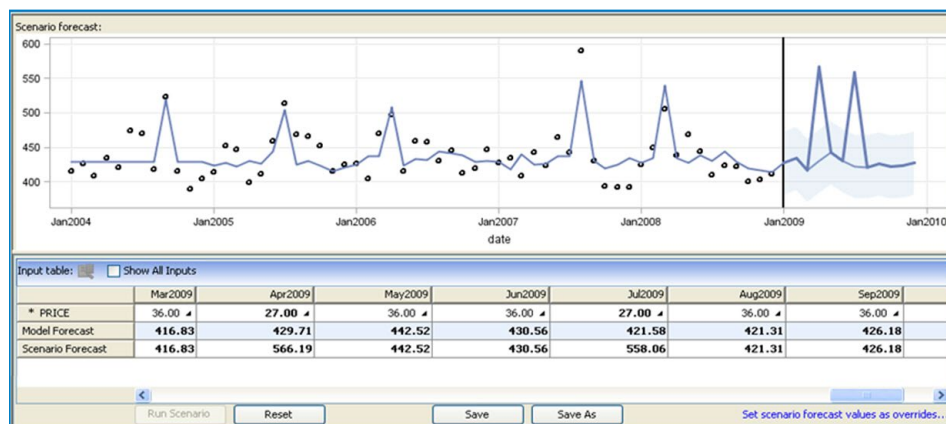 Scenario forecast:
600
550
500
450
400
Jan2004 Jan2005 Jan2006 Jan2007 Jan2008 Jan2009 Jan2010
date
Input table: Show All Inputs
Mar2009 Apr2009 May2009 Jun2009 Jul2009 Aug2009 Sep2009
* PRICE 36.00 27.00 36.00 36.00 27.00 36.00 36.00
Model Forecast 416.83 429.71 442.52 430.56 421.58 421.31 426.18
Scenario Forecast 416.83 566.19 442.52 430.56 558.06 421.31 426.18
Run Scenario Reset Save Save As Set scenario forecast values as overrides...